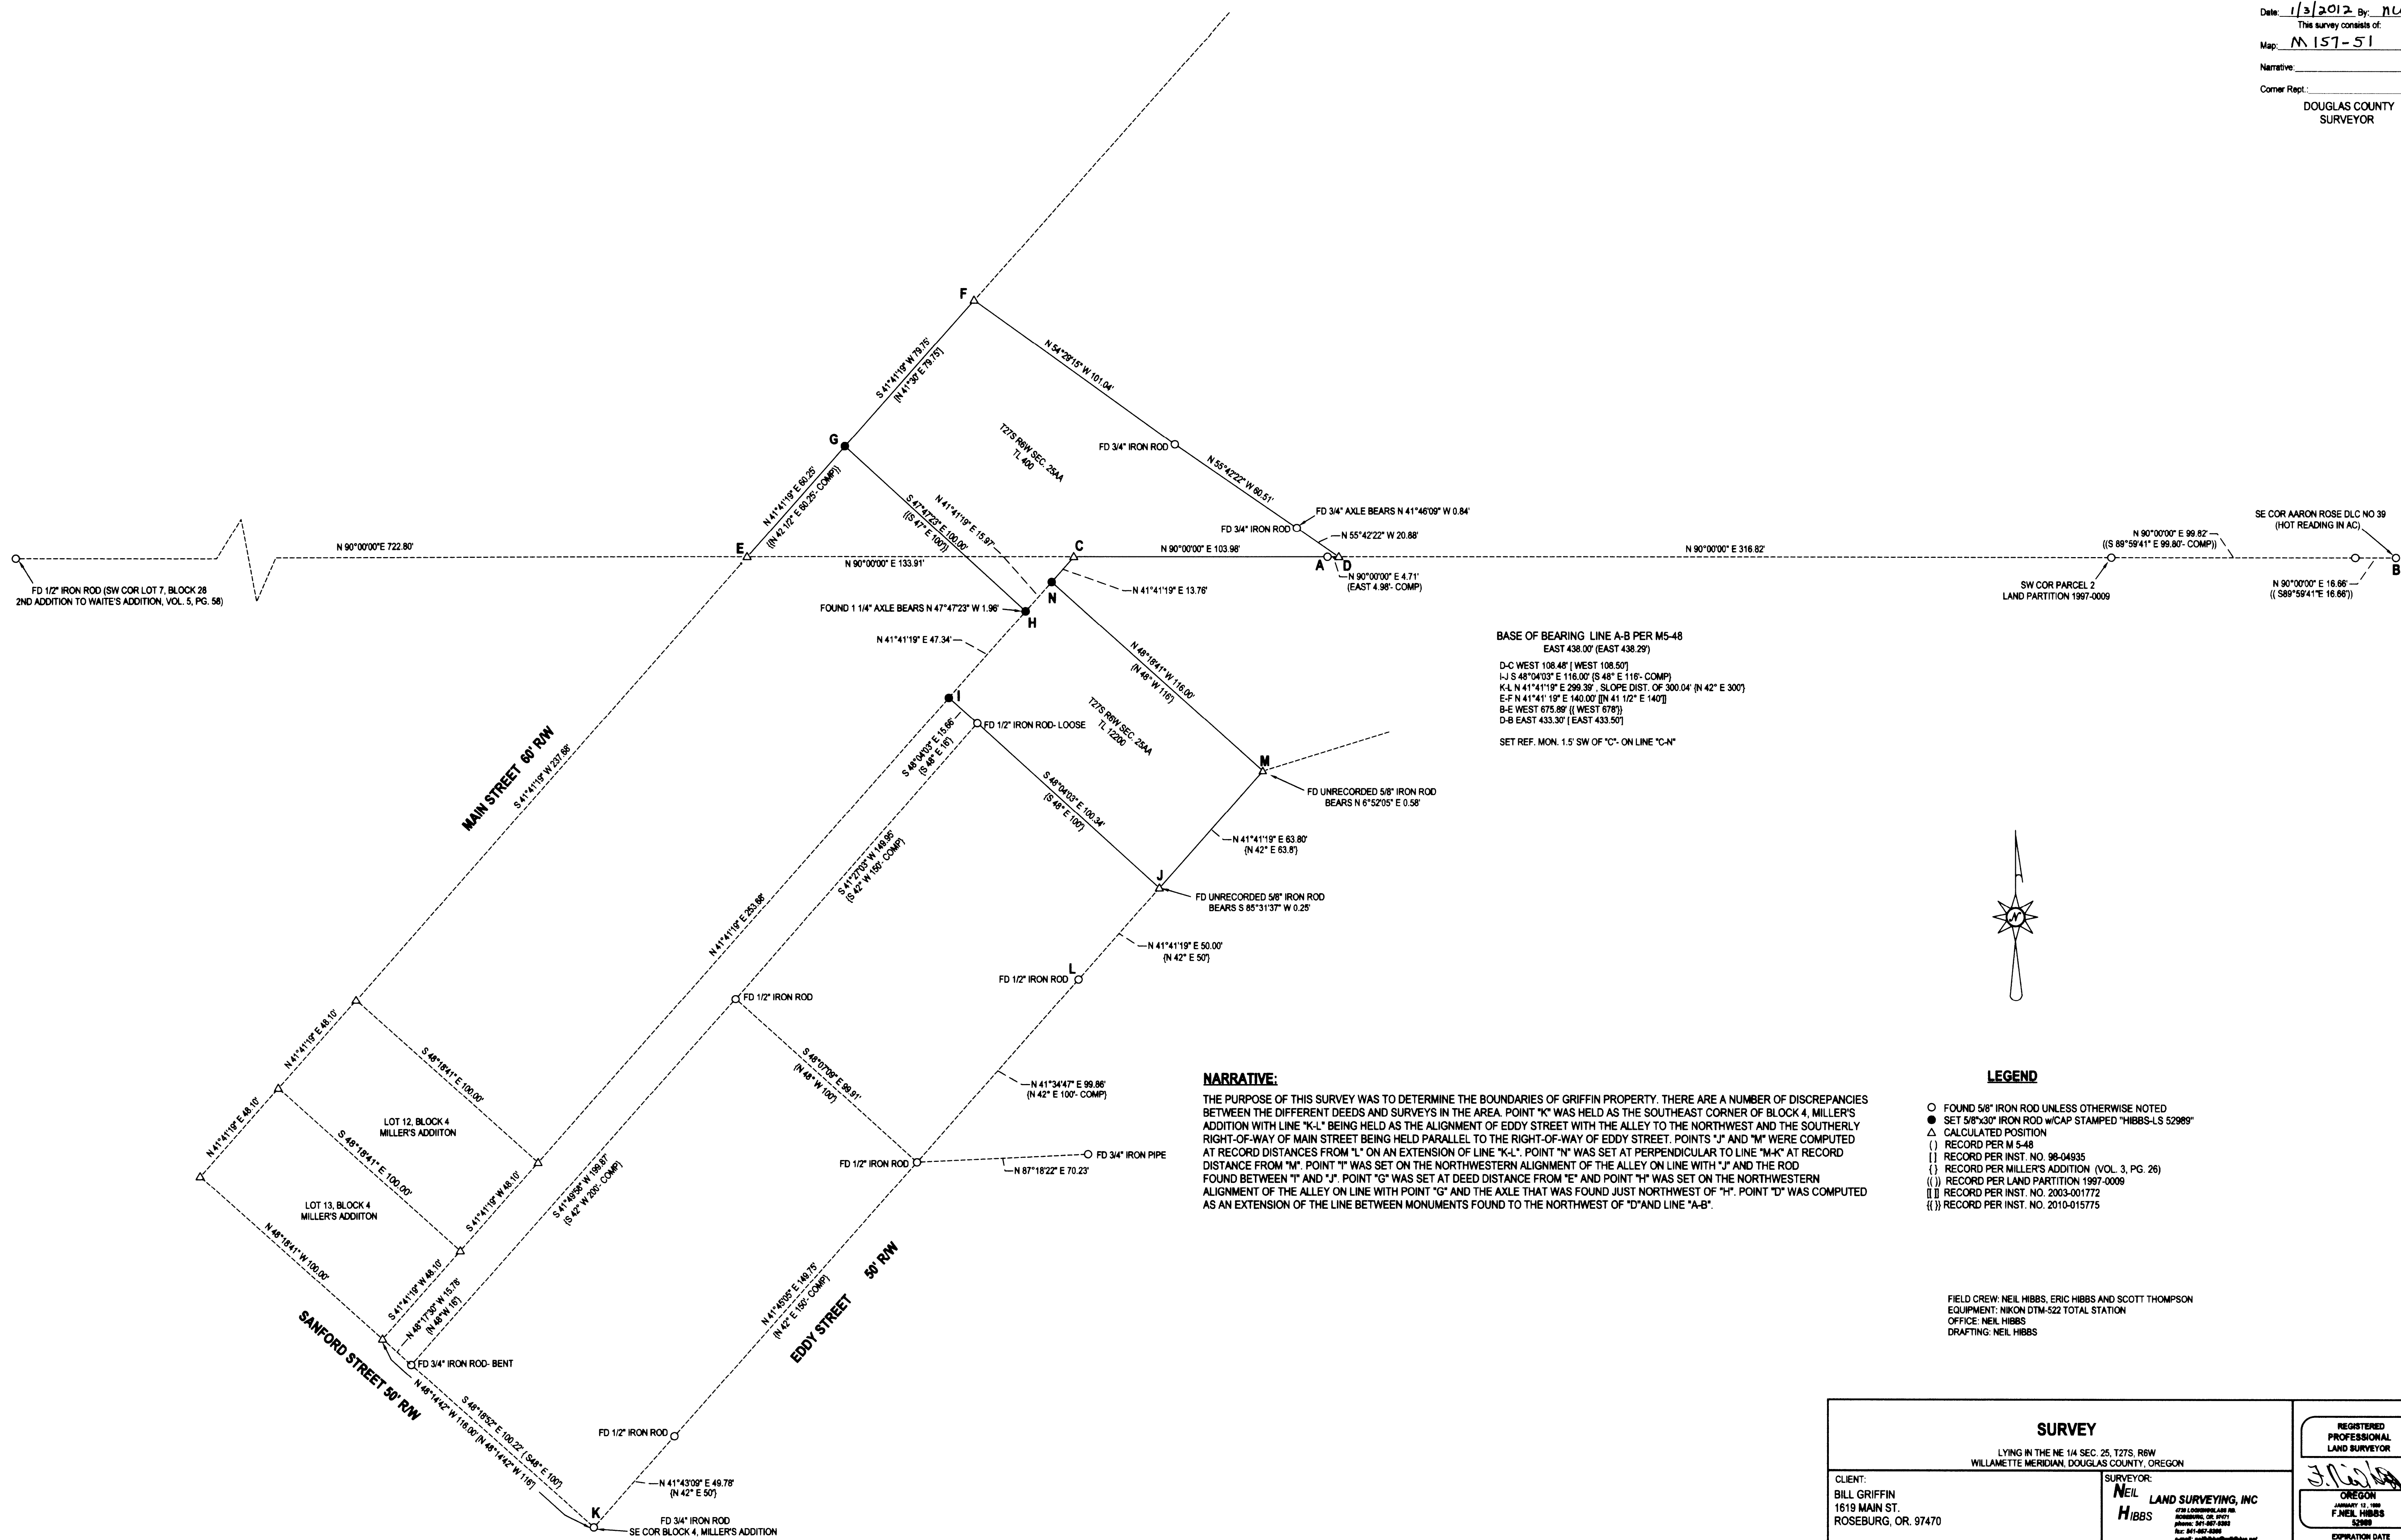 Date: 1/3/2012 By:
This survey consists of:
Map: M 157-51
Narrative:
Corner Rept.:
DOUGLAS COUNTY
SURVEYOR
F
S 41°41'19" W 79.75'
[N 41°30' E 79.75']
N 54°29'15" W 101.04'
G
T27S R6W SEC. 25AA
TL 400
FD 3/4" IRON ROD
N 55°42'22" W 60.51'
N 41°41'19" E 60.25'
((N 42 1/2° E 60.25'- COMP))
S 47°47'23" E 100.00'
((S 47° E 100'))
N 41°41'19" E 15.97'
FD 3/4" AXLE BEARS N 41°46'09" W 0.84'
FD 3/4" IRON ROD
N 55°42'22" W 20.88'
SE COR AARON ROSE DLC NO 39
(HOT READING IN AC)
N 90°00'00"E 722.80'
E
N 90°00'00" E 133.91'
C
N 90°00'00" E 103.98'
A D
N 90°00'00" E 4.71'
(EAST 4.98'- COMP)
N 90°00'00" E 316.82'
N 90°00'00" E 99.82'
((S 89°59'41" E 99.80'- COMP))
B
FD 1/2" IRON ROD (SW COR LOT 7, BLOCK 28
2ND ADDITION TO WAITE'S ADDITION, VOL. 5, PG. 58)
SW COR PARCEL 2
LAND PARTITION 1997-0009
N 90°00'00" E 16.66'
(( S89°59'41"E 16.66'))
N
N 41°41'19" E 13.76'
FOUND 1 1/4" AXLE BEARS N 47°47'23" W 1.96'
H
N 41°41'19" E 47.34'
BASE OF BEARING LINE A-B PER M5-48
EAST 438.00' (EAST 438.29')
D-C WEST 108.48' [ WEST 108.50']
I-J S 48°04'03" E 116.00' {S 48° E 116'- COMP}
K-L N 41°41'19" E 299.39' , SLOPE DIST. OF 300.04' {N 42° E 300'}
E-F N 41°41' 19" E 140.00' [[N 41 1/2° E 140']]
B-E WEST 675.89' {{ WEST 678'}}
D-B EAST 433.30' [ EAST 433.50']
SET REF. MON. 1.5' SW OF "C"- ON LINE "C-N"
N 48°18'41" W 116.00'
{N 48° W 116'}
I
FD 1/2" IRON ROD- LOOSE
T27S R6W SEC. 25AA
TL 12200
S 48°04'03" E 15.66'
{S 48° E 16'}
MAIN STREET 60' R/W
S 41°41'19" W 237.68'
M
FD UNRECORDED 5/8" IRON ROD
BEARS N 6°52'05" E 0.58'
S 48°04'03" E 100.34'
{S 48° E 100'}
N 41°41'19" E 63.80'
{N 42° E 63.8'}
S 41°27'03" W 149.95'
{S 42° W 150'- COMP}
J
FD UNRECORDED 5/8" IRON ROD
BEARS S 85°31'37" W 0.25'
N 41°41'19" E 253.68'
N 41°41'19" E 50.00'
{N 42° E 50'}
L
FD 1/2" IRON ROD
FD 1/2" IRON ROD
N 41°41'19" E 48.10'
S 48°18'41" E 100.00'
S 48°07'09" E 99.91'
{N 48° W 100'}
N 41°34'47" E 99.86'
{N 42° E 100'- COMP}
NARRATIVE:
THE PURPOSE OF THIS SURVEY WAS TO DETERMINE THE BOUNDARIES OF GRIFFIN PROPERTY. THERE ARE A NUMBER OF DISCREPANCIES
BETWEEN THE DIFFERENT DEEDS AND SURVEYS IN THE AREA. POINT "K" WAS HELD AS THE SOUTHEAST CORNER OF BLOCK 4, MILLER'S
ADDITION WITH LINE "K-L" BEING HELD AS THE ALIGNMENT OF EDDY STREET WITH THE ALLEY TO THE NORTHWEST AND THE SOUTHERLY
RIGHT-OF-WAY OF MAIN STREET BEING HELD PARALLEL TO THE RIGHT-OF-WAY OF EDDY STREET. POINTS "J" AND "M" WERE COMPUTED
AT RECORD DISTANCES FROM "L" ON AN EXTENSION OF LINE "K-L". POINT "N" WAS SET AT PERPENDICULAR TO LINE "M-K" AT RECORD
DISTANCE FROM "M". POINT "I" WAS SET ON THE NORTHWESTERN ALIGNMENT OF THE ALLEY ON LINE WITH "J" AND THE ROD
FOUND BETWEEN "I" AND "J". POINT "G" WAS SET AT DEED DISTANCE FROM "E" AND POINT "H" WAS SET ON THE NORTHWESTERN
ALIGNMENT OF THE ALLEY ON LINE WITH POINT "G" AND THE AXLE THAT WAS FOUND JUST NORTHWEST OF "H". POINT "D" WAS COMPUTED
AS AN EXTENSION OF THE LINE BETWEEN MONUMENTS FOUND TO THE NORTHWEST OF "D"AND LINE "A-B".
LEGEND
FOUND 5/8" IRON ROD UNLESS OTHERWISE NOTED
SET 5/8"x30" IRON ROD w/CAP STAMPED "HIBBS-LS 52989"
CALCULATED POSITION
( ) RECORD PER M 5-48
[ ] RECORD PER INST. NO. 98-04935
{ } RECORD PER MILLER'S ADDITION (VOL. 3, PG. 26)
(( )) RECORD PER LAND PARTITION 1997-0009
[[ ]] RECORD PER INST. NO. 2003-001772
{{ }} RECORD PER INST. NO. 2010-015775
N 41°41'19" E 48.10'
LOT 12, BLOCK 4
MILLER'S ADDIITON
S 48°18'41" E 100.00'
FD 1/2" IRON ROD
FD 3/4" IRON PIPE
N 87°18'22" E 70.23'
LOT 13, BLOCK 4
MILLER'S ADDIITON
S 41°41'19" W 48.10'
S 41°49'58" W 199.87'
{S 42° W 200'- COMP}
N 48°18'41" W 100.00'
S 41°41'19" W 48.10'
N 48°17'30" W 15.78'
{N 48° W 16'}
EDDY STREET 50' R/W
N 41°45'05" E 149.75'
{N 42° E 150'- COMP}
SANFORD STREET 50' R/W
FD 3/4" IRON ROD- BENT
S 48°18'52" E 100.22' { S48° E 100'}
N 48°14'42" W 116.00' {N 48°14'42" W 116'}
FD 1/2" IRON ROD
N 41°43'09" E 49.78'
{N 42° E 50'}
K
FD 3/4" IRON ROD
SE COR BLOCK 4, MILLER'S ADDITION
FIELD CREW: NEIL HIBBS, ERIC HIBBS AND SCOTT THOMPSON
EQUIPMENT: NIKON DTM-522 TOTAL STATION
OFFICE: NEIL HIBBS
DRAFTING: NEIL HIBBS
SURVEY
LYING IN THE NE 1/4 SEC. 25, T27S, R6W
WILLAMETTE MERIDIAN, DOUGLAS COUNTY, OREGON
CLIENT:
BILL GRIFFIN
1619 MAIN ST.
ROSEBURG, OR. 97470
SURVEYOR:
NEIL HIBBS LAND SURVEYING, INC
4738 LOOKINGGLASS RD.
ROSEBURG, OR. 97471
REGISTERED
PROFESSIONAL
LAND SURVEYOR
OREGON
F.NEIL HIBBS
52989
EXPIRATION DATE